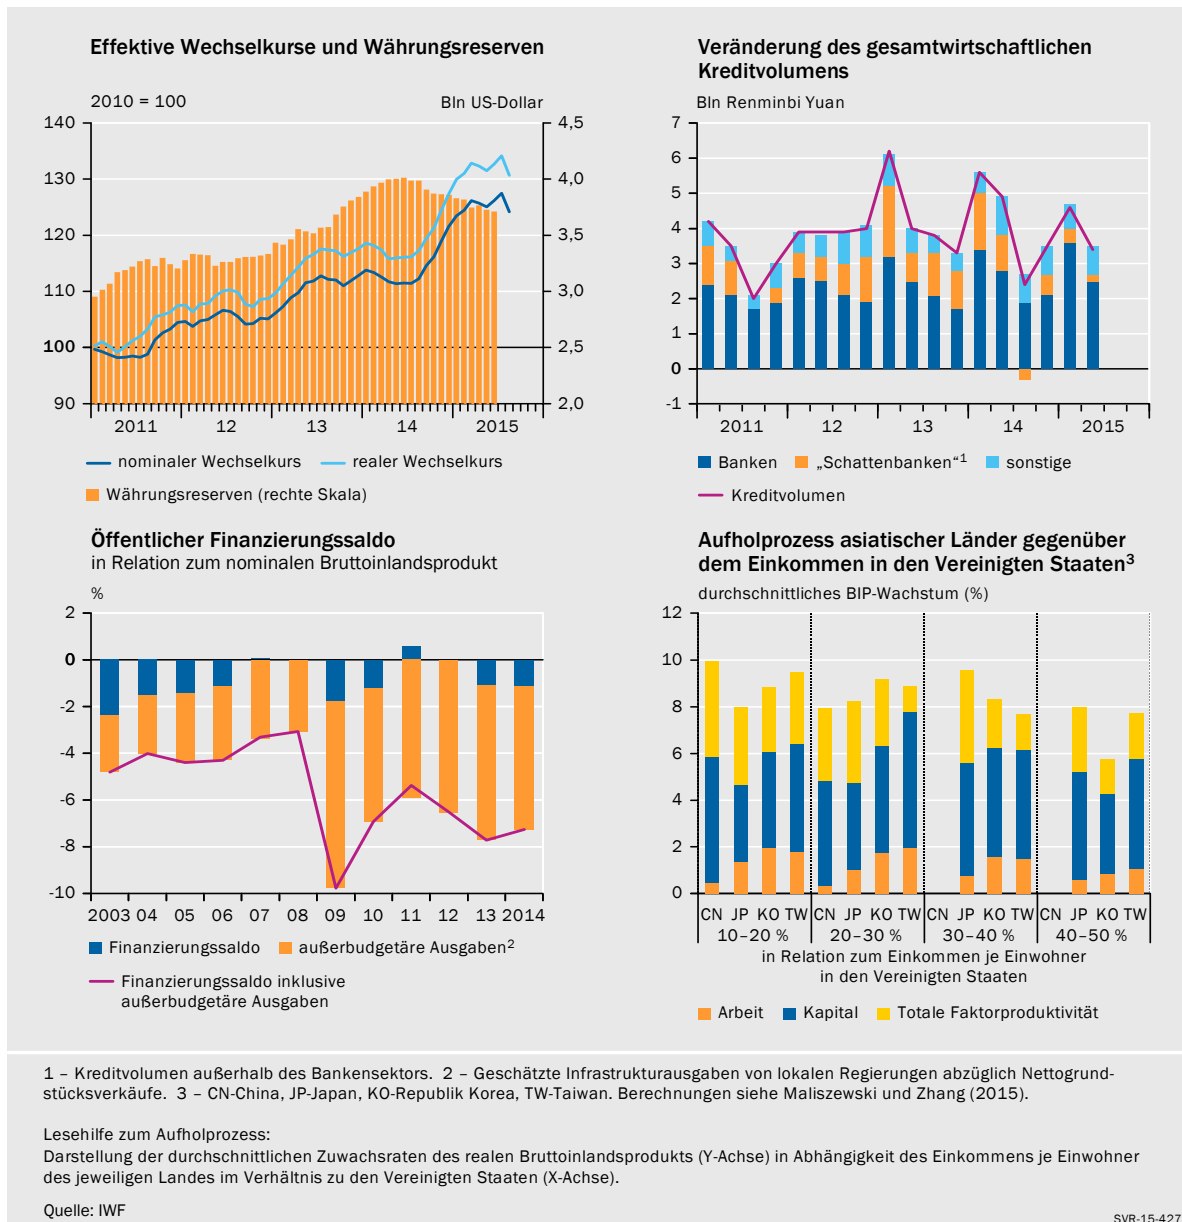 Effektive Wechselkurse und Währungsreserven
2010 = 100
Bln US-Dollar
140
130
120
110
100
90
4,5
4,0
3,5
3,0
2,5
2,0
2011
12
13
14
2015
nominaler Wechselkurs
realer Wechselkurs
Währungsreserven (rechte Skala)
Veränderung des gesamtwirtschaftlichen
Kreditvolumens
Bln Renminbi Yuan
7
6
5
4
3
2
1
0
-1
2011
12
13
14
2015
Banken
„Schattenbanken“¹
sonstige
Kreditvolumen
Öffentlicher Finanzierungssaldo
in Relation zum nominalen Bruttoinlandsprodukt
%
2
0
-2
-4
-6
-8
-10
2003 04 05 06 07 08 09 10 11 12 13 2014
Finanzierungssaldo
außerbudgetäre Ausgaben²
Finanzierungssaldo inklusive
außerbudgetäre Ausgaben
Aufholprozess asiatischer Länder gegenüber
dem Einkommen in den Vereinigten Staaten³
durchschnittliches BIP-Wachstum (%)
12
10
8
6
4
2
0
CN JP KO TW CN JP KO TW CN JP KO TW CN JP KO TW
10–20 % 20–30 % 30–40 % 40–50 %
in Relation zum Einkommen je Einwohner
in den Vereinigten Staaten
Arbeit
Kapital
Totale Faktorproduktivität
1 – Kreditvolumen außerhalb des Bankensektors. 2 – Geschätzte Infrastrukturausgaben von lokalen Regierungen abzüglich Nettogrund-
stücksverkäufe. 3 – CN-China, JP-Japan, KO-Republik Korea, TW-Taiwan. Berechnungen siehe Maliszewski und Zhang (2015).
Lesehilfe zum Aufholprozess:
Darstellung der durchschnittlichen Zuwachsraten des realen Bruttoinlandsprodukts (Y-Achse) in Abhängigkeit des Einkommens je Einwohner
des jeweiligen Landes im Verhältnis zu den Vereinigten Staaten (X-Achse).
Quelle: IWF
SVR-15-427